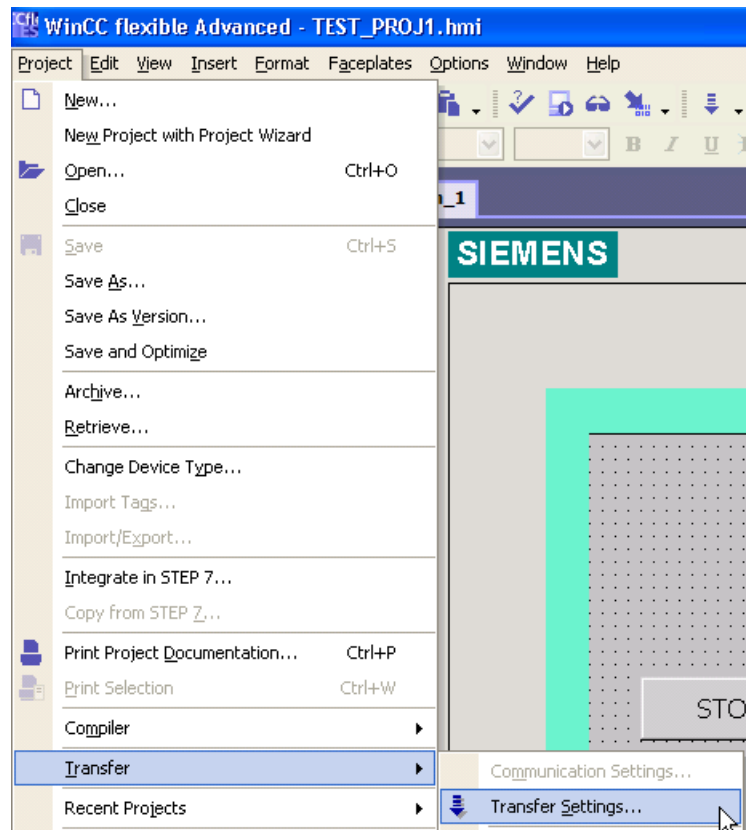 WinCC flexible Advanced - TEST_PROJ1.hmi
Project Edit View Insert Format Faceplates Options Window Help
New...
New Project with Project Wizard
Open... Ctrl+O
Close
Save Ctrl+S
Save As...
Save As Version...
Save and Optimize
Archive...
Retrieve...
Change Device Type...
Import Tags...
Import/Export...
Integrate in STEP 7...
Copy from STEP 7...
Print Project Documentation... Ctrl+P
Print Selection Ctrl+W
Compiler
Transfer
Recent Projects
B I U
_1
SIEMENS
STO
Communication Settings...
Transfer Settings...